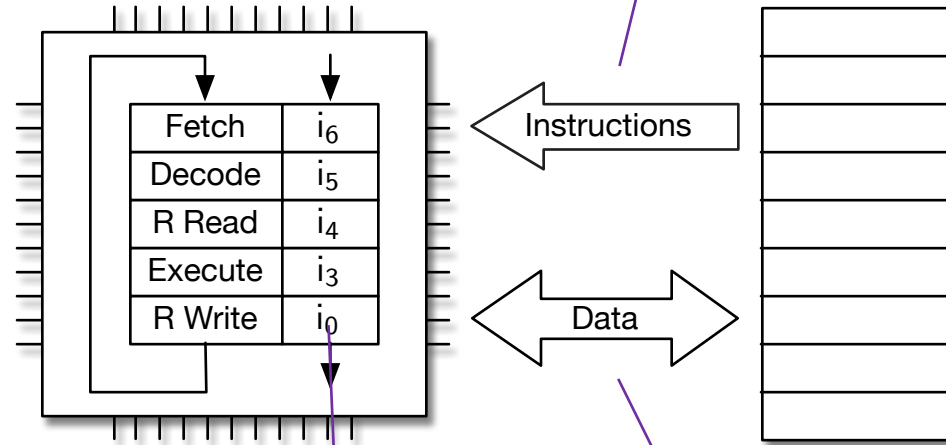 Fetch i₆
Instructions
Decode i₅
R Read i₄
Execute i₃
R Write i₀
Data